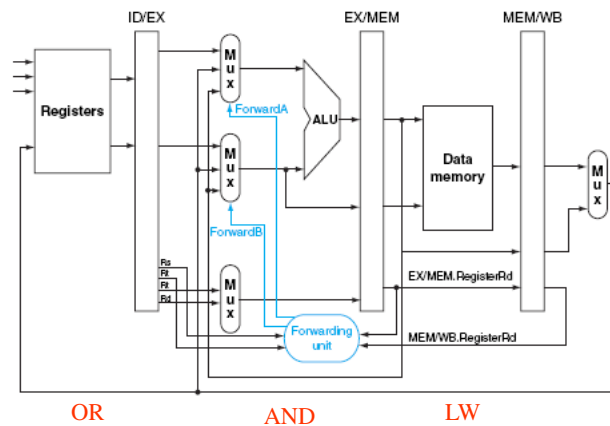 ID/EX
EX/MEM
MEM/WB
Registers
M
u
x
ForwardA
ALU
M
u
x
Data
memory
M
u
x
ForwardB
Rs
Rt
Rt
Rd
M
u
x
EX/MEM.RegisterRd
Forwarding
unit
MEM/WB.RegisterRd
OR
AND
LW